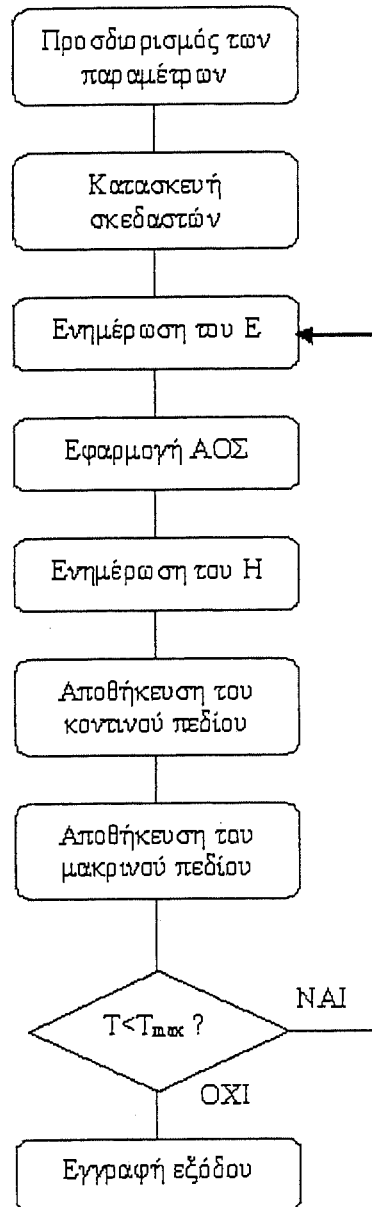 Προσδιορισμός των
παραμέτρων
Κατασκευή
σκεδαστών
Ενημέρωση του Ε
Εφαρμογή ΑΟΣ
Ενημέρωση του Η
Αποθήκευση του
κοντινού πεδίου
Αποθήκευση του
μακρινού πεδίου
T<Tmax ?
ΝΑΙ
ΟΧΙ
Εγγραφή εξόδου